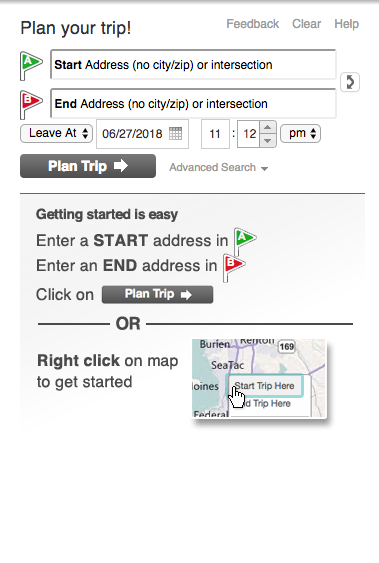 Plan your trip!
Feedback Clear Help
A
Start Address (no city/zip) or intersection
B
End Address (no city/zip) or intersection
Leave At 06/27/2018 11 : 12 pm
Plan Trip
Advanced Search
Getting started is easy
Enter a START address in A
Enter an END address in B
Click on Plan Trip
OR
Right click on map
to get started
Burien Renton
169
SeaTac
Start Trip Here
oines
d Trip Here
Federal